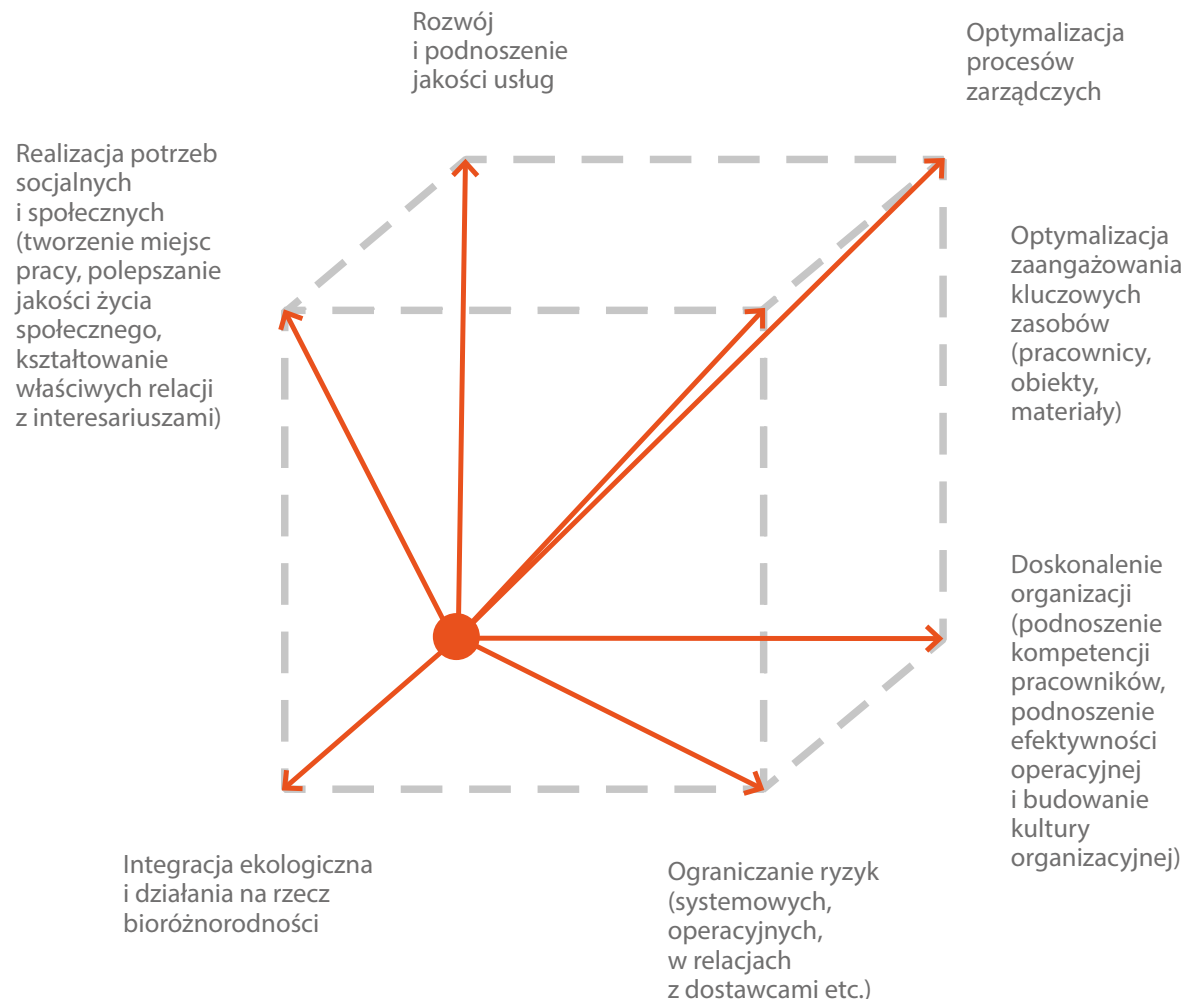 Rozwój
i podnoszenie
jakości usług
Optymalizacja
procesów
zarządczych
Realizacja potrzeb
socjalnych
i społecznych
(tworzenie miejsc
pracy, polepszanie
jakości życia
społecznego,
kształtowanie
właściwych relacji
z interesariuszami)
Optymalizacja
zaangażowania
kluczowych
zasobów
(pracownicy,
obiekty,
materiały)
Doskonalenie
organizacji
(podnoszenie
kompetencji
pracowników,
podnoszenie
efektywności
operacyjnej
i budowanie
kultury
organizacyjnej)
Integracja ekologiczna
i działania na rzecz
bioróżnorodności
Ograniczanie ryzyk
(systemowych,
operacyjnych,
w relacjach
z dostawcami etc.)